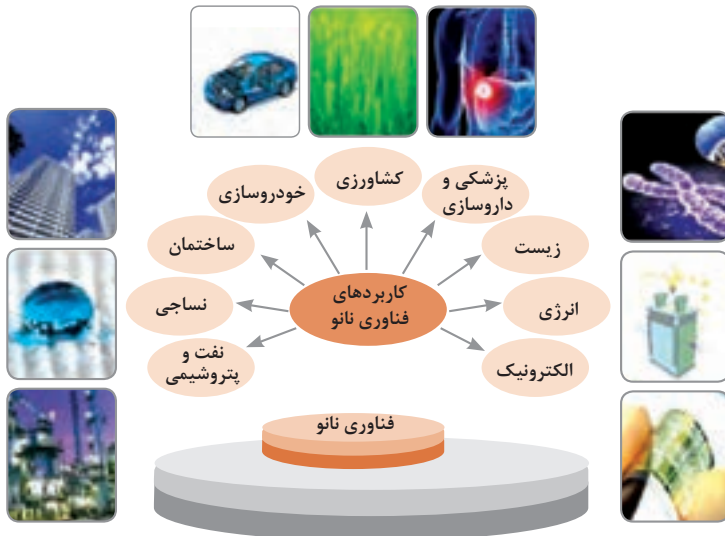 کشاورزی
پزشکی و
داروسازی
خودروسازی
زیست
ساختمان
کاربردهای
فناوری نانو
انرژی
نساجی
الکترونیک
نفت و
پتروشیمی
فناوری نانو